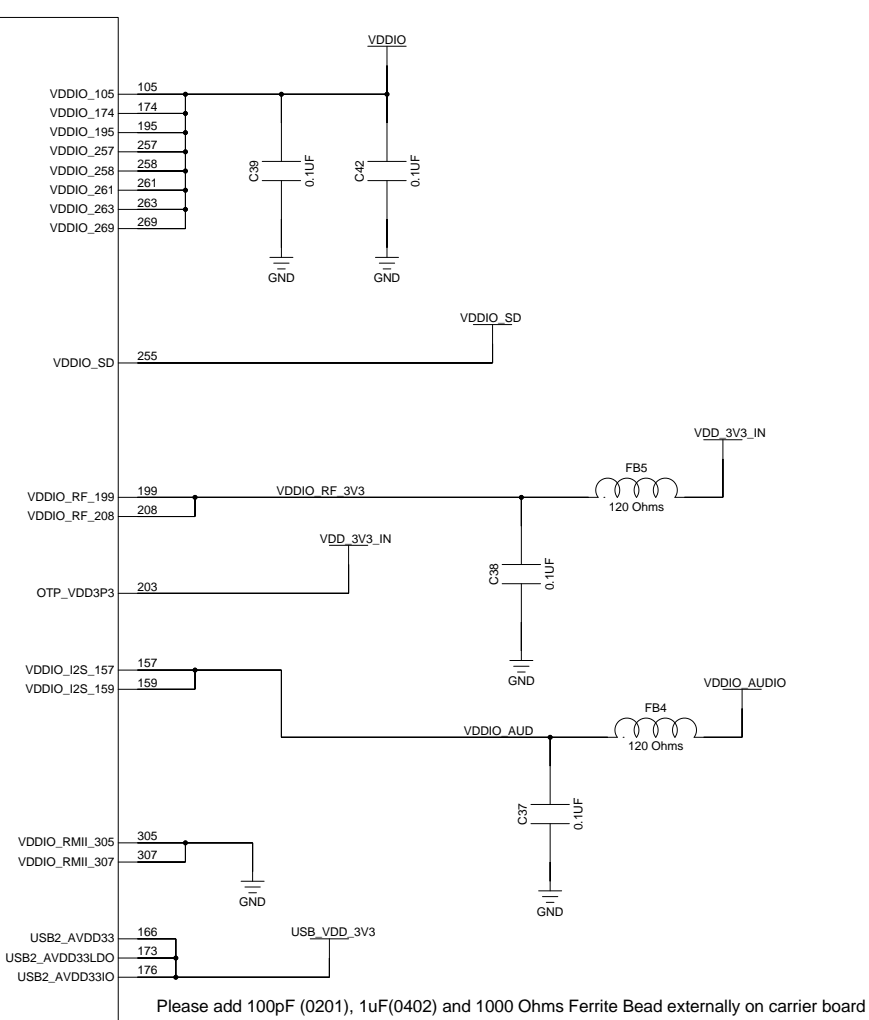 VDDIO
VDDIO_105 105
VDDIO_174 174
VDDIO_195 195
VDDIO_257 257
VDDIO_258 258
VDDIO_261 261
VDDIO_263 263
VDDIO_269 269
C39 0.1UF
C42 0.1UF
GND
GND
VDDIO_SD
VDDIO_SD 255
VDD_3V3_IN
FB5
VDDIO_RF_199 199 VDDIO_RF_3V3
120 Ohms
VDDIO_RF_208 208
VDD_3V3_IN
C38 0.1UF
OTP_VDD3P3 203
VDDIO_I2S_157 157
GND
VDDIO_I2S_159 159
VDDIO_AUDIO
FB4
VDDIO_AUD
120 Ohms
C37 0.1UF
VDDIO_RMII_305 305
VDDIO_RMII_307 307
GND
GND
USB_VDD_3V3
USB2_AVDD33 166
USB2_AVDD33LDO 173
USB2_AVDD33IO 176
Please add 100pF (0201), 1uF(0402) and 1000 Ohms Ferrite Bead externally on carrier board